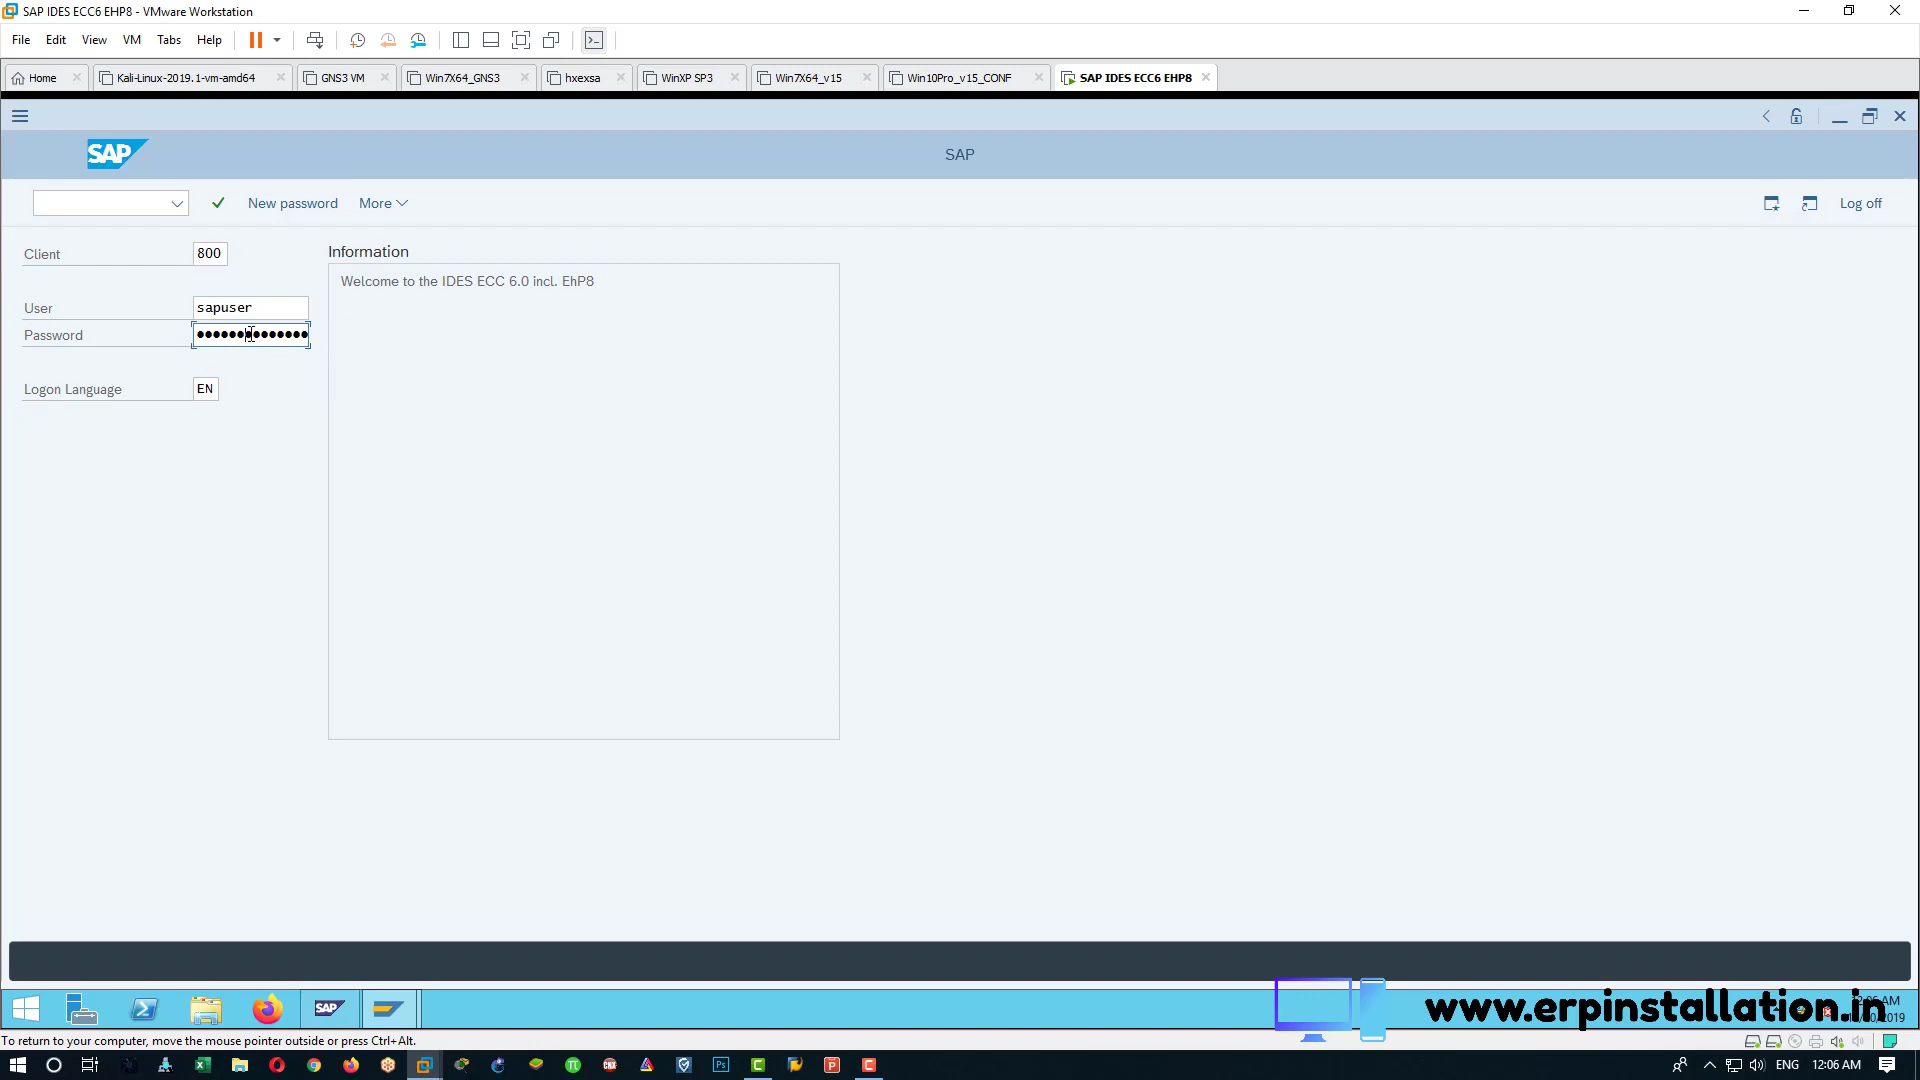 SAP IDES ECC6 EHP8 - VMware Workstation
File Edit View VM Tabs Help
Home Kali-Linux-2019.1-vm-amd64 GNS3 VM Win7X64_GNS3 hxexsa WinXP SP3 Win7X64_v15 Win10Pro_v15_CONF SAP IDES ECC6 EHP8
SAP SAP
New password More Log off
Client 800 Information
Welcome to the IDES ECC 6.0 incl. EhP8
User sapuser
Password
Logon Language EN
SAP www.erpinstallation.in
To return to your computer, move the mouse pointer outside or press Ctrl+Alt.
ENG 12:06 AM